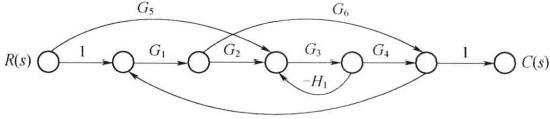 G₅ G₆
R(s) 1 G₁ G₂ G₃ G₄ 1 C(s)
−H₁